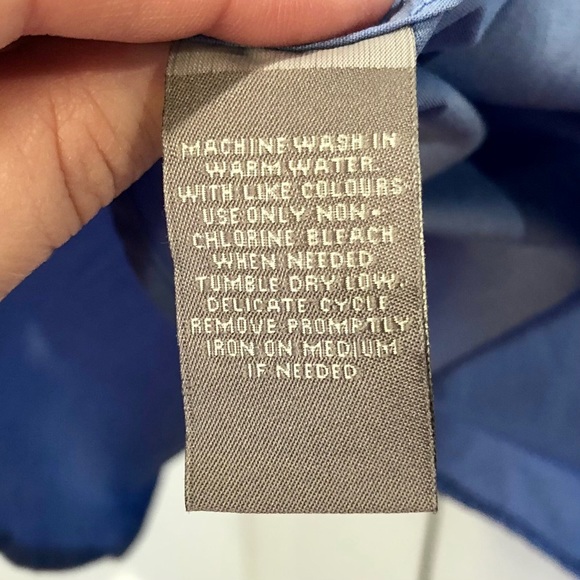 MACHINE WASH IN
WARM WATER
WITH LIKE COLOURS
USE ONLY NON-
CHLORINE BLEACH
WHEN NEEDED
TUMBLE DRY LOW.
DELICATE CYCLE
REMOVE PROMPTLY
IRON ON MEDIUM
IF NEEDED